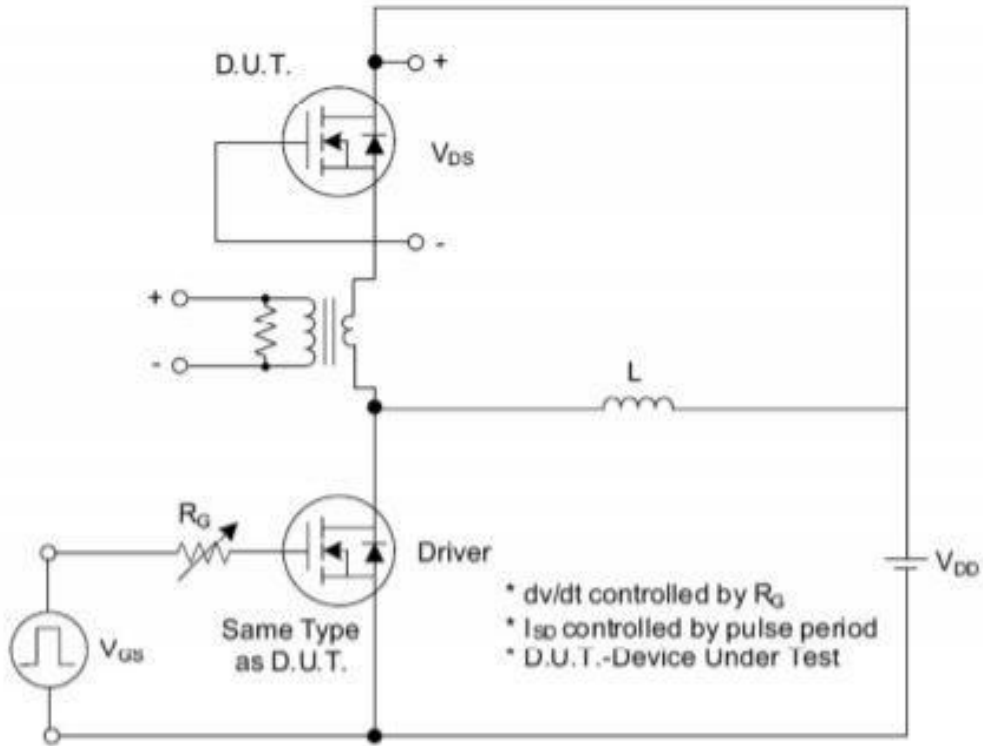 D.U.T.
+
VDS
-
+
-
L
RG
Driver
VDD
VGS
Same Type
as D.U.T.
* dv/dt controlled by RG
* ISD controlled by pulse period
* D.U.T.-Device Under Test